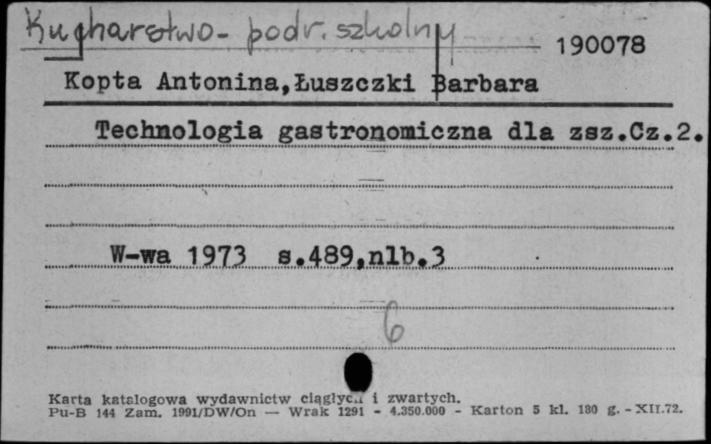 Kucharstwo - podr. szkolny
190078
Kopta Antonina,Łuszczki Barbara
Technologia gastronomiczna dla zsz.Cz.2.
W-wa 1973 s.489,nlb.3
6
Karta katalogowa wydawnictw ciągłych i zwartych.
Pu-B 144 Zam. 1991/DW/On — Wrak 1291 - 4.350.000 - Karton 5 kl. 180 g. - XII.72.